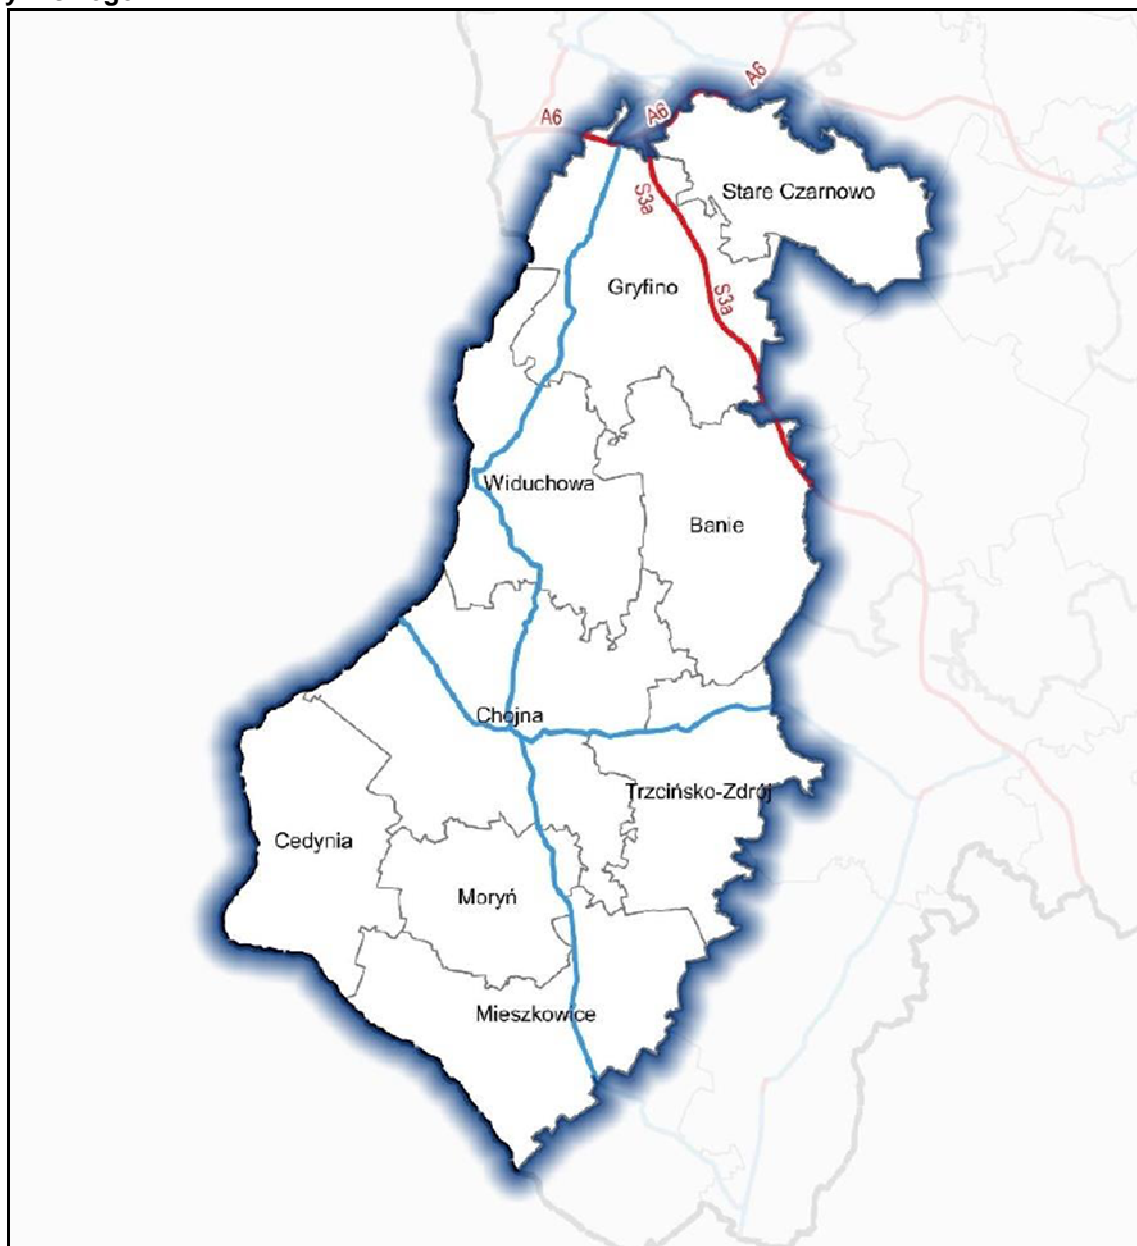 A6
A6
A6
S3a
Stare Czarnowo
Gryfino
S3a
Widuchowa
Banie
Chojna
Trzcińsko-Zdrój
Cedynia
Moryń
Mieszkowice